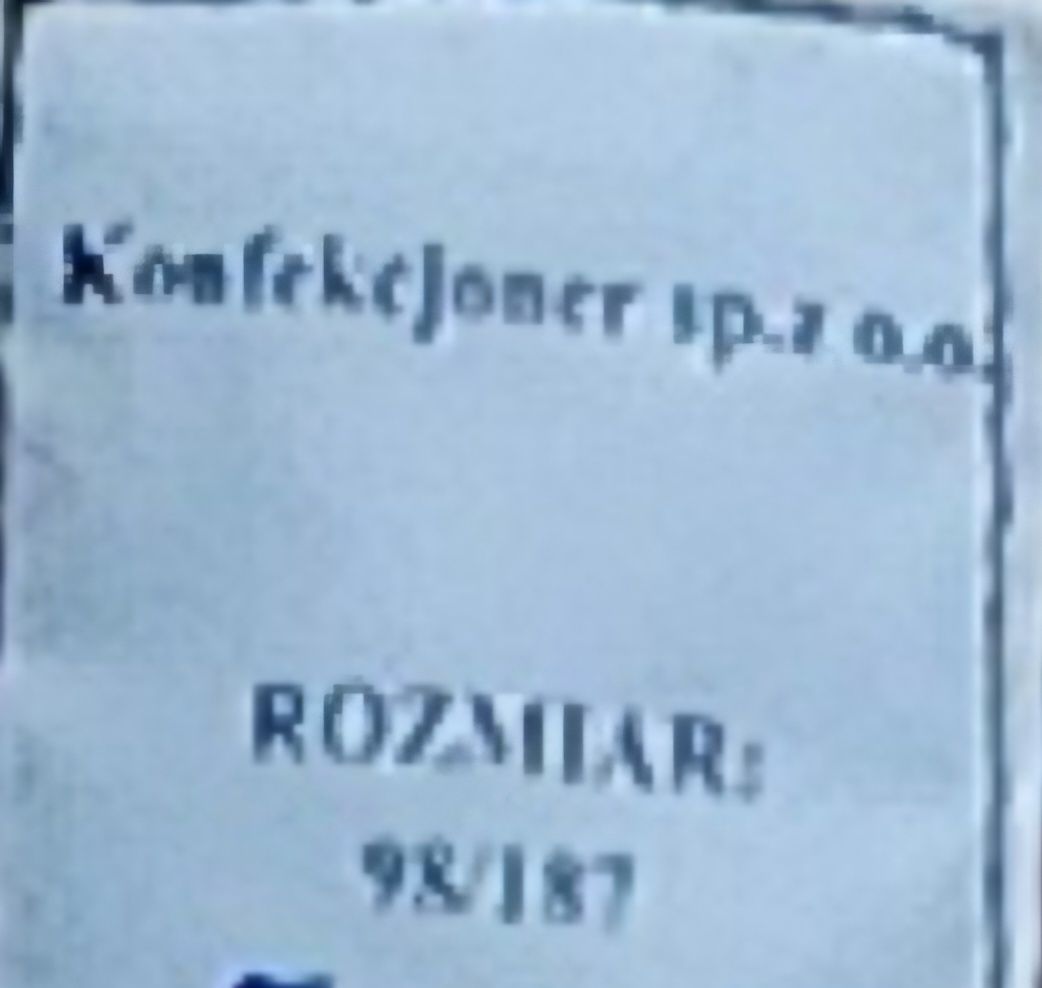 Konfekcjoner sp.z o.o.
ROZMIAR:
98/187